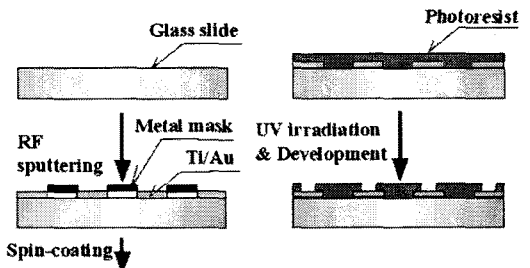 Glass slide
RF
sputtering
Metal mask
Ti/Au
Spin-coating
Photoresist
UV irradiation
& Development